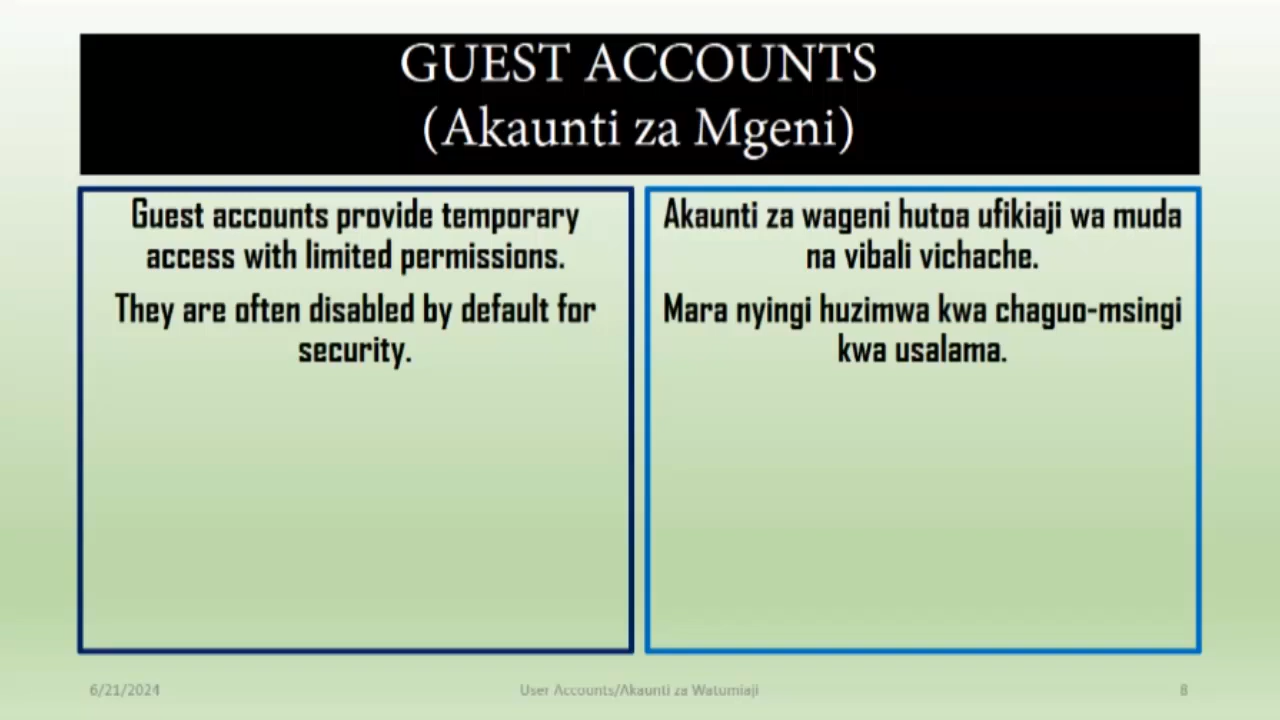 GUEST ACCOUNTS
(Akaunti za Mgeni)
Guest accounts provide temporary
access with limited permissions.
They are often disabled by default for
security.
Akaunti za wageni hutoa ufikiaji wa muda
na vibali vichache.
Mara nyingi huzimwa kwa chaguo-msingi
kwa usalama.
6/21/2024
User Accounts/Akaunti za Watumiaji
8